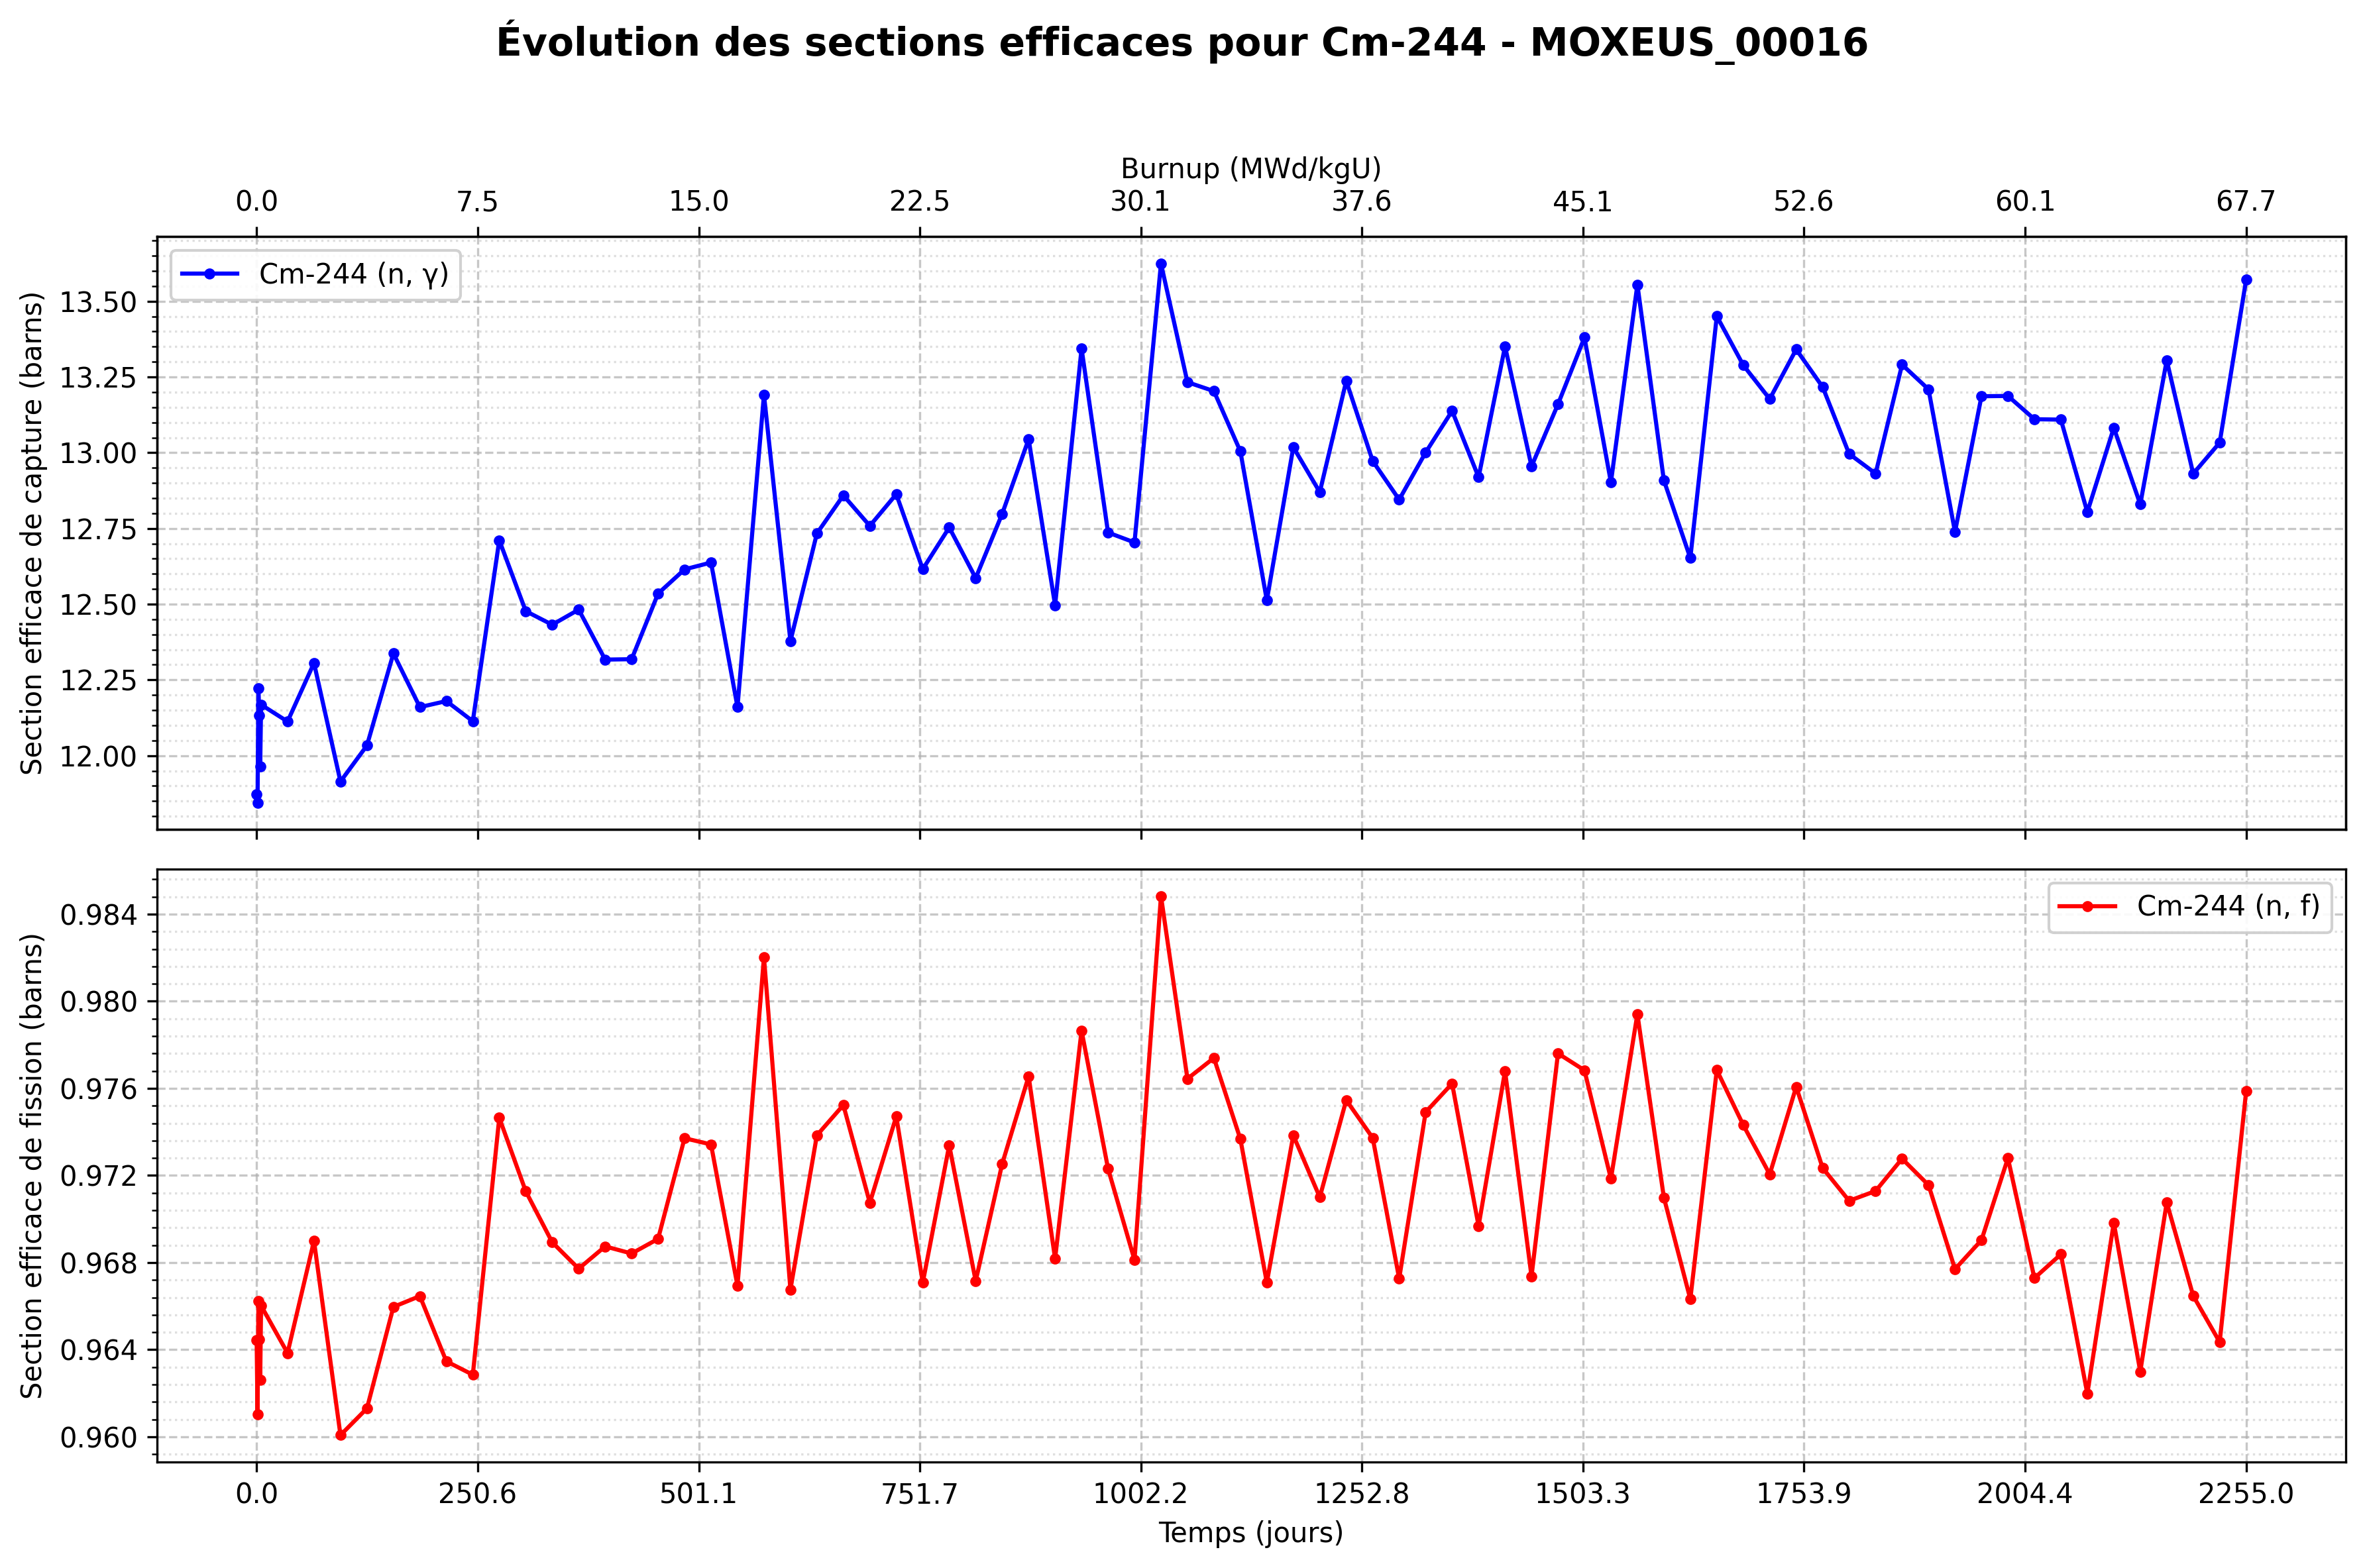 Évolution des sections efficaces pour Cm-244 - MOXEUS_00016
Burnup (MWd/kgU)
0.0 7.5 15.0 22.5 30.1 37.6 45.1 52.6 60.1 67.7
Cm-244 (n, γ)
Section efficace de capture (barns)
13.50
13.25
13.00
12.75
12.50
12.25
12.00
Cm-244 (n, f)
Section efficace de fission (barns)
0.984
0.980
0.976
0.972
0.968
0.964
0.960
0.0 250.6 501.1 751.7 1002.2 1252.8 1503.3 1753.9 2004.4 2255.0
Temps (jours)